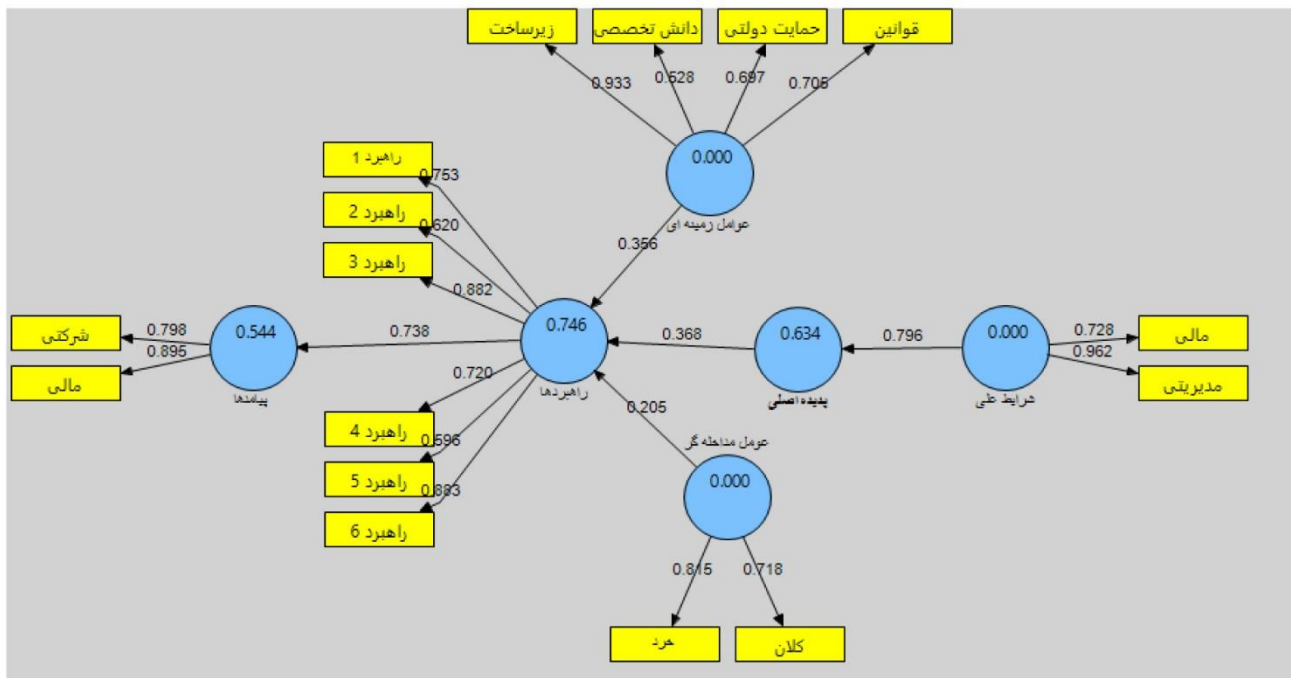 زیرساخت
دانش تخصصی
حمایت دولتی
قوانین
0.933
0.528
0.697
0.705
0.000
عوامل زمینه ای
راهبرد 1
راهبرد 2
راهبرد 3
0.753
0.620
0.882
0.356
شرکتی
مالی
0.798
0.895
0.544
پیامدها
0.738
0.746
راهبردها
0.368
0.634
پدیده اصلی
0.796
0.000
شرایط علی
0.728
0.962
مالی
مدیریتی
0.720
0.596
0.883
راهبرد 4
راهبرد 5
راهبرد 6
0.205
عومل مداخله گر
0.000
0.815
0.718
خرد
کلان